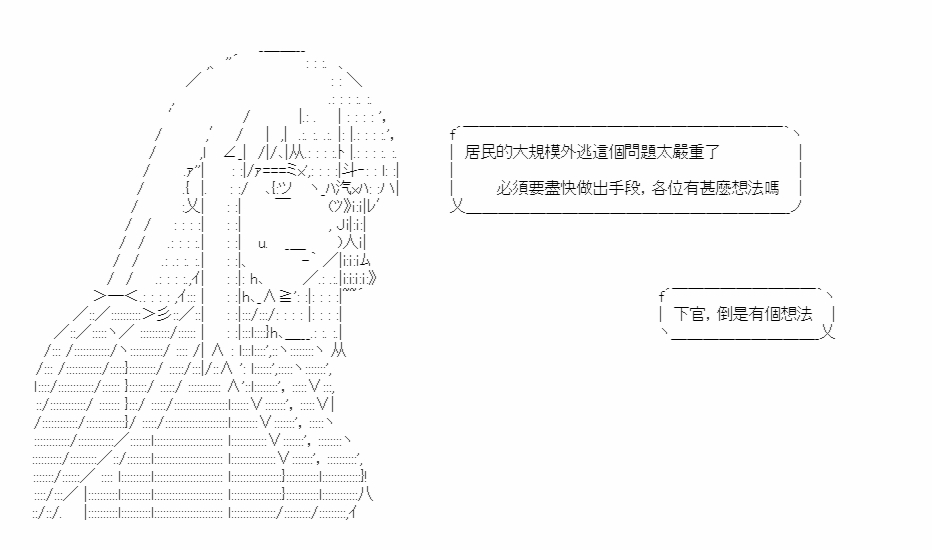 居民的大規模外逃這個問題太嚴重了
必須要盡快做出手段，各位有甚麼想法嗎
下官，倒是有個想法